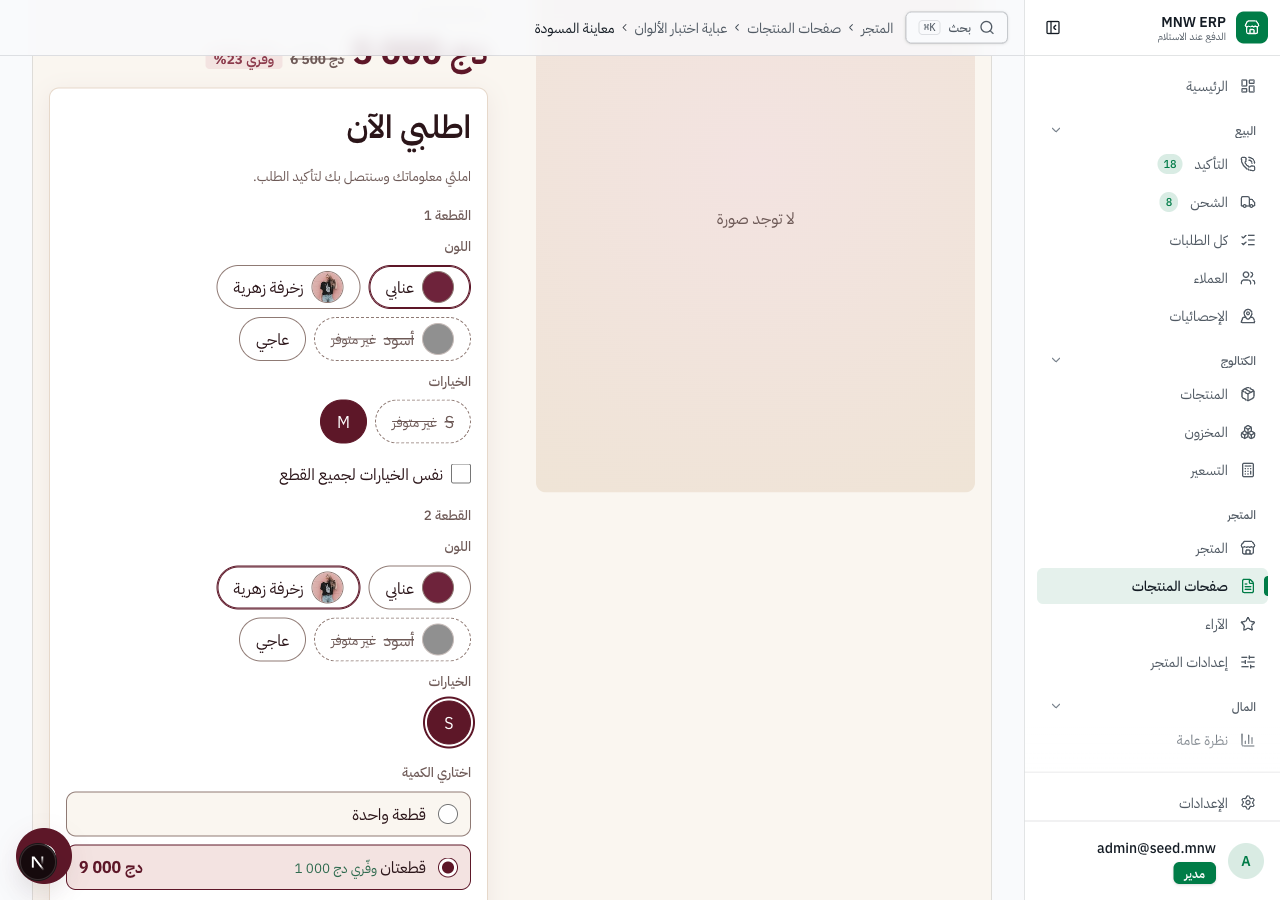 MNW ERP
الدفع عند الاستلام
الرئيسية
البيع
التأكيد 18
الشحن 8
كل الطلبات
العملاء
الإحصائيات
الكتالوج
المنتجات
المخزون
التسعير
المتجر
المتجر
صفحات المنتجات
الآراء
إعدادات المتجر
المال
نظرة عامة
الإعدادات
admin@seed.mnw
مدير
A
بحث ⌘K
المتجر › صفحات المنتجات › عباية اختبار الألوان › معاينة المسودة
وفري 23%
لا توجد صورة
اطلبي الآن
املئي معلوماتك وسنتصل بك لتأكيد الطلب.
القطعة 1
اللون
عنابي
زخرفة زهرية
أسود غير متوفر
عاجي
الخيارات
S غير متوفر
M
نفس الخيارات لجميع القطع
القطعة 2
اللون
عنابي
زخرفة زهرية
أسود غير متوفر
عاجي
الخيارات
S
اختاري الكمية
قطعة واحدة
قطعتان وفّري دج 1 000
دج 9 000
N